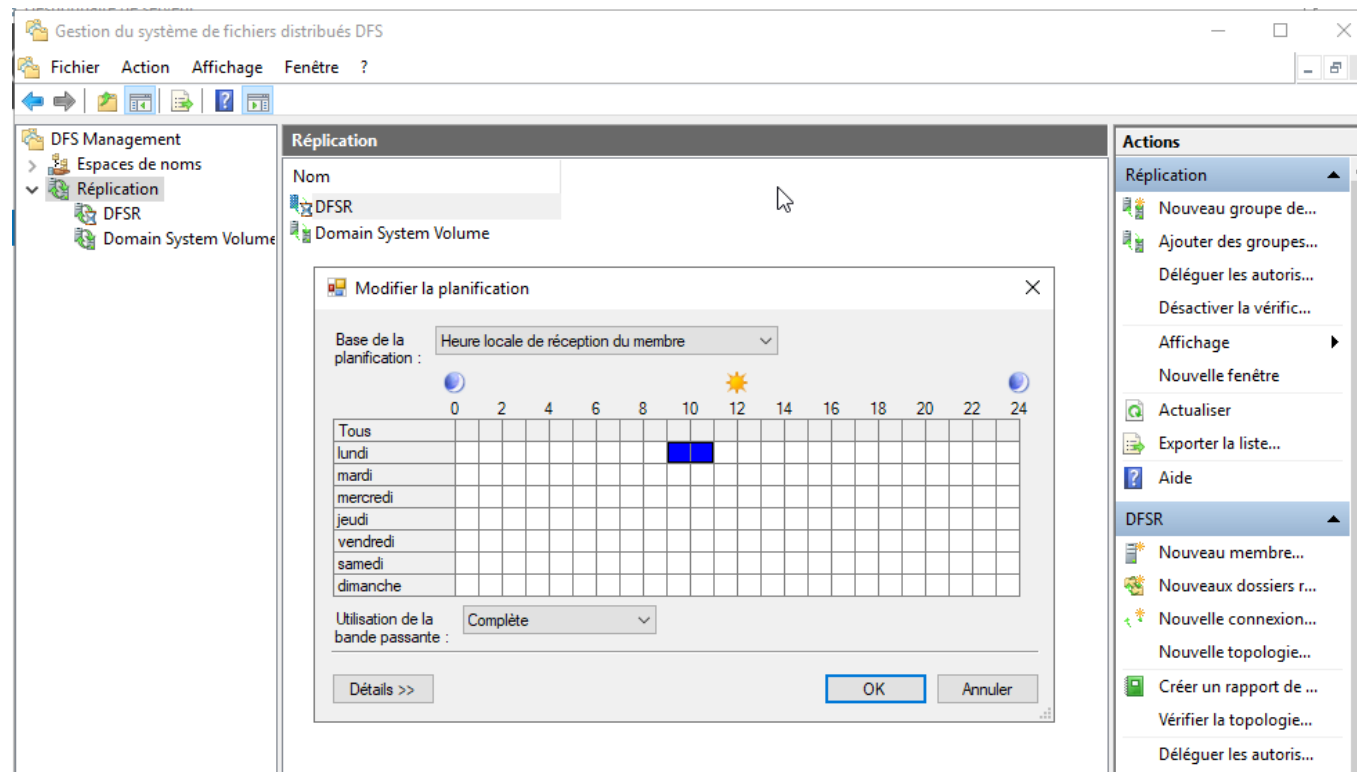 Gestion du système de fichiers distribués DFS
Fichier Action Affichage Fenêtre ?
DFS Management
Espaces de noms
Réplication
DFSR
Domain System Volume
Réplication
Nom
DFSR
Domain System Volume
Modifier la planification
Base de la planification :
Heure locale de réception du membre
0 2 4 6 8 10 12 14 16 18 20 22 24
Tous
lundi
mardi
mercredi
jeudi
vendredi
samedi
dimanche
Utilisation de la bande passante :
Complète
Détails >>
OK
Annuler
Actions
Réplication
Nouveau groupe de...
Ajouter des groupes...
Déléguer les autoris...
Désactiver la vérific...
Affichage
Nouvelle fenêtre
Actualiser
Exporter la liste...
Aide
DFSR
Nouveau membre...
Nouveaux dossiers r...
Nouvelle connexion...
Nouvelle topologie...
Créer un rapport de ...
Vérifier la topologie...
Déléguer les autoris...